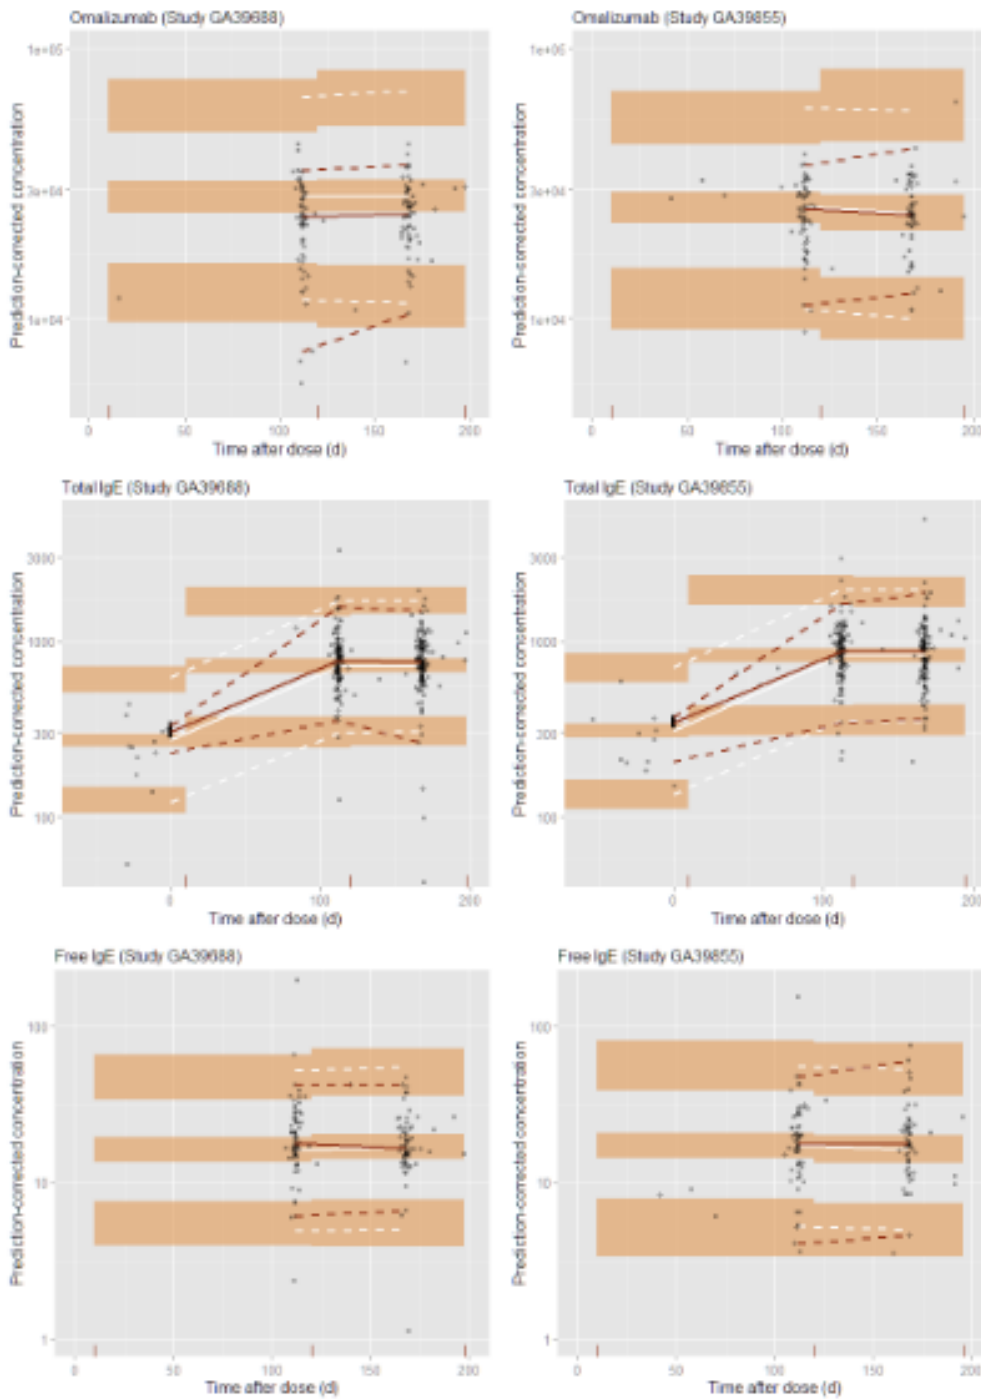 Omalizumab (Study GA39688)
Prediction-corrected concentration
1e+05
3e+04
1e+04
0 50 100 150 200
Time after dose (d)
Omalizumab (Study GA39855)
Prediction-corrected concentration
1e+05
3e+04
1e+04
0 50 100 150 200
Time after dose (d)
Total IgE (Study GA39688)
Prediction-corrected concentration
3000
1000
300
100
0 100 200
Time after dose (d)
Total IgE (Study GA39855)
Prediction-corrected concentration
3000
1000
300
100
0 100 200
Time after dose (d)
Free IgE (Study GA39688)
Prediction-corrected concentration
100
10
1
0 50 100 150 200
Time after dose (d)
Free IgE (Study GA39855)
Prediction-corrected concentration
100
10
1
0 50 100 150 200
Time after dose (d)